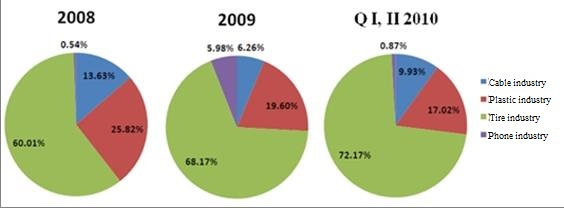 2008
2009
Q I, II 2010
0.54%
13.63%
25.82%
60.01%
5.98%
6.26%
19.60%
68.17%
0.87%
9.93%
17.02%
72.17%
Cable industry
Plastic industry
Tire industry
Phone industry